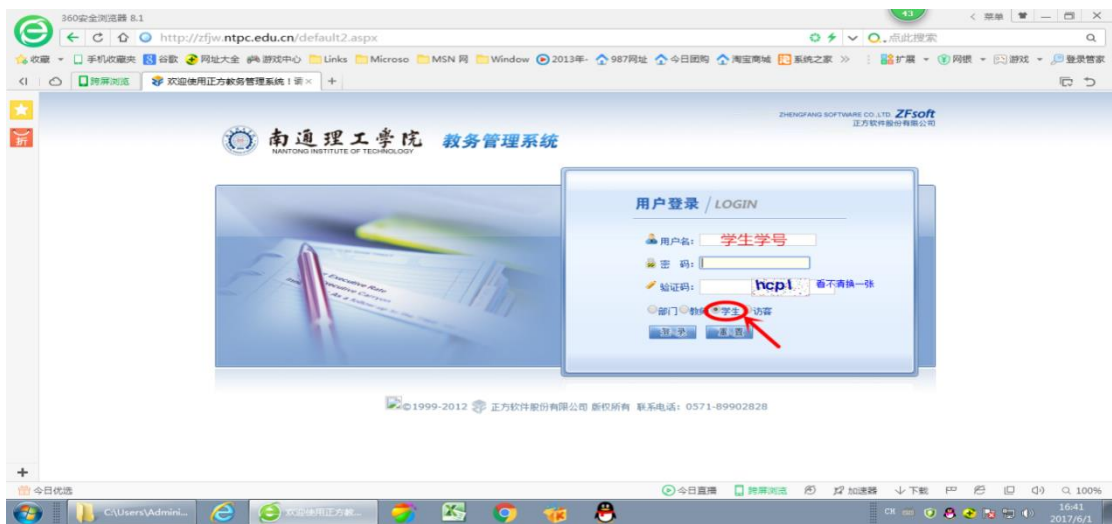 360安全浏览器 8.1
43
菜单
http://zfjw.ntpc.edu.cn/default2.aspx
点此搜索
收藏 手机收藏夹 谷歌 网址大全 游戏中心 Links Microso MSN 网 Window 2013年- 987网址 今日团购 淘宝商城 系统之家 扩展 网银 游戏 登录管家
跨屏浏览 欢迎使用正方教务管理系统！请
ZHENGFANG SOFTWARE CO.,LTD. ZFsoft
正方软件股份有限公司
折
南通理工学院 教务管理系统
NANTONG INSTITUTE OF TECHNOLOGY
用户登录 / LOGIN
用户名： 学生学号
密 码：
验证码： hcpl 看不清换一张
部门 教师 学生 访客
登 录 重 置
Executive Rate
©1999-2012 正方软件股份有限公司 版权所有 联系电话：0571-89902828
今日优选 今日直播 跨屏浏览 加速器 下载 100%
C:\Users\Admini... 欢迎使用正方教... CH 16:41
2017/6/1